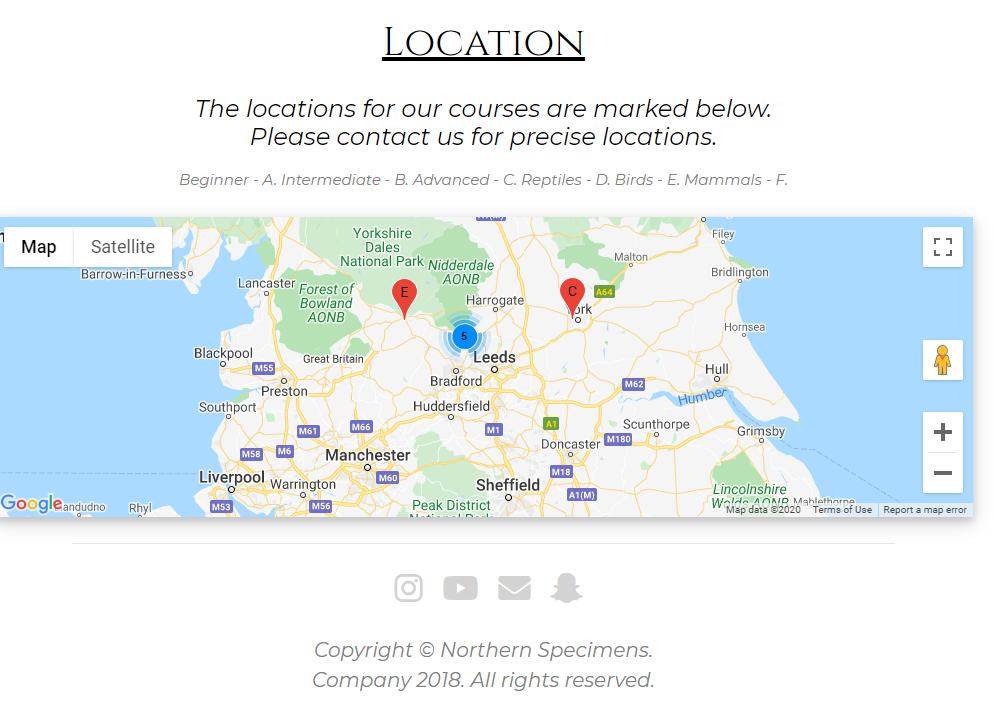 Location
The locations for our courses are marked below.
Please contact us for precise locations.
Beginner - A. Intermediate - B. Advanced - C. Reptiles - D. Birds - E. Mammals - F.
Map
Satellite
Filey
Yorkshire
Dales
National Park
Malton
Nidderdale
AONB
Bridlington
Barrow-in-Furness
Lancaster
Forest of
Bowland
AONB
E
C
A64
Harrogate
Hornsea
5
Blackpool
Great Britain
Leeds
M55
Bradford
Hull
Preston
M62
Humber
Southport
Huddersfield
M61
M66
M1
A1
Scunthorpe
Grimsby
M180
Doncaster
M58
M6
Manchester
M60
M18
Liverpool
Warrington
Sheffield
A1(M)
Lincolnshire
Wolds AONB
Mablethorpe
Google
Rhyl
M53
M56
Peak District
National Park
Map data ©2020
Terms of Use
Report a map error
Copyright © Northern Specimens.
Company 2018. All rights reserved.